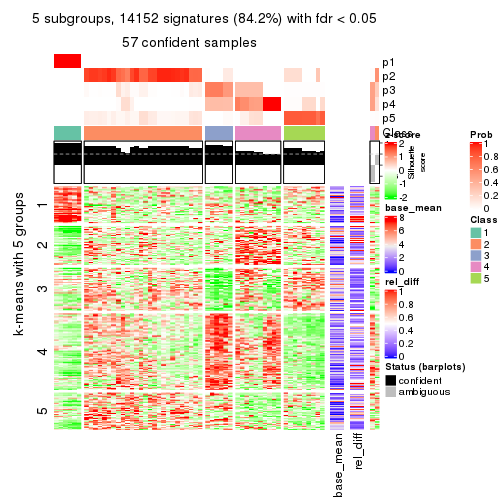 5 subgroups, 14152 signatures (84.2%) with fdr < 0.05
57 confident samples
p1
p2
p3
p4
p5
Class
z-score
2
1
0
-1
-2
Silhouette
score
Prob
1
0.8
0.6
0.4
0.2
0
base_mean
8
6
4
2
0
Class
1
2
3
4
5
rel_diff
1
0.8
0.6
0.4
0.2
0
Status (barplots)
confident
ambiguous
k-means with 5 groups
1
2
3
4
5
base_mean
rel_diff